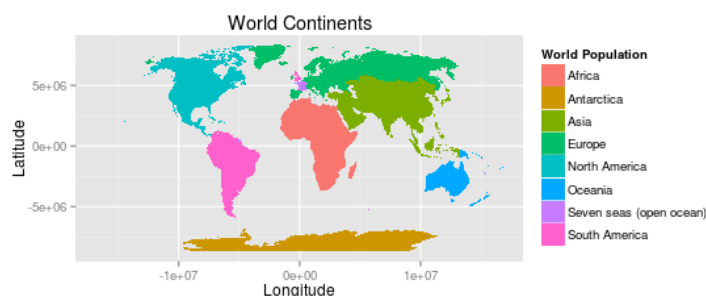 World Continents
5e+06
0e+00
-5e+06
Latitude
-1e+07
0e+00
1e+07
Longitude
World Population
Africa
Antarctica
Asia
Europe
North America
Oceania
Seven seas (open ocean)
South America